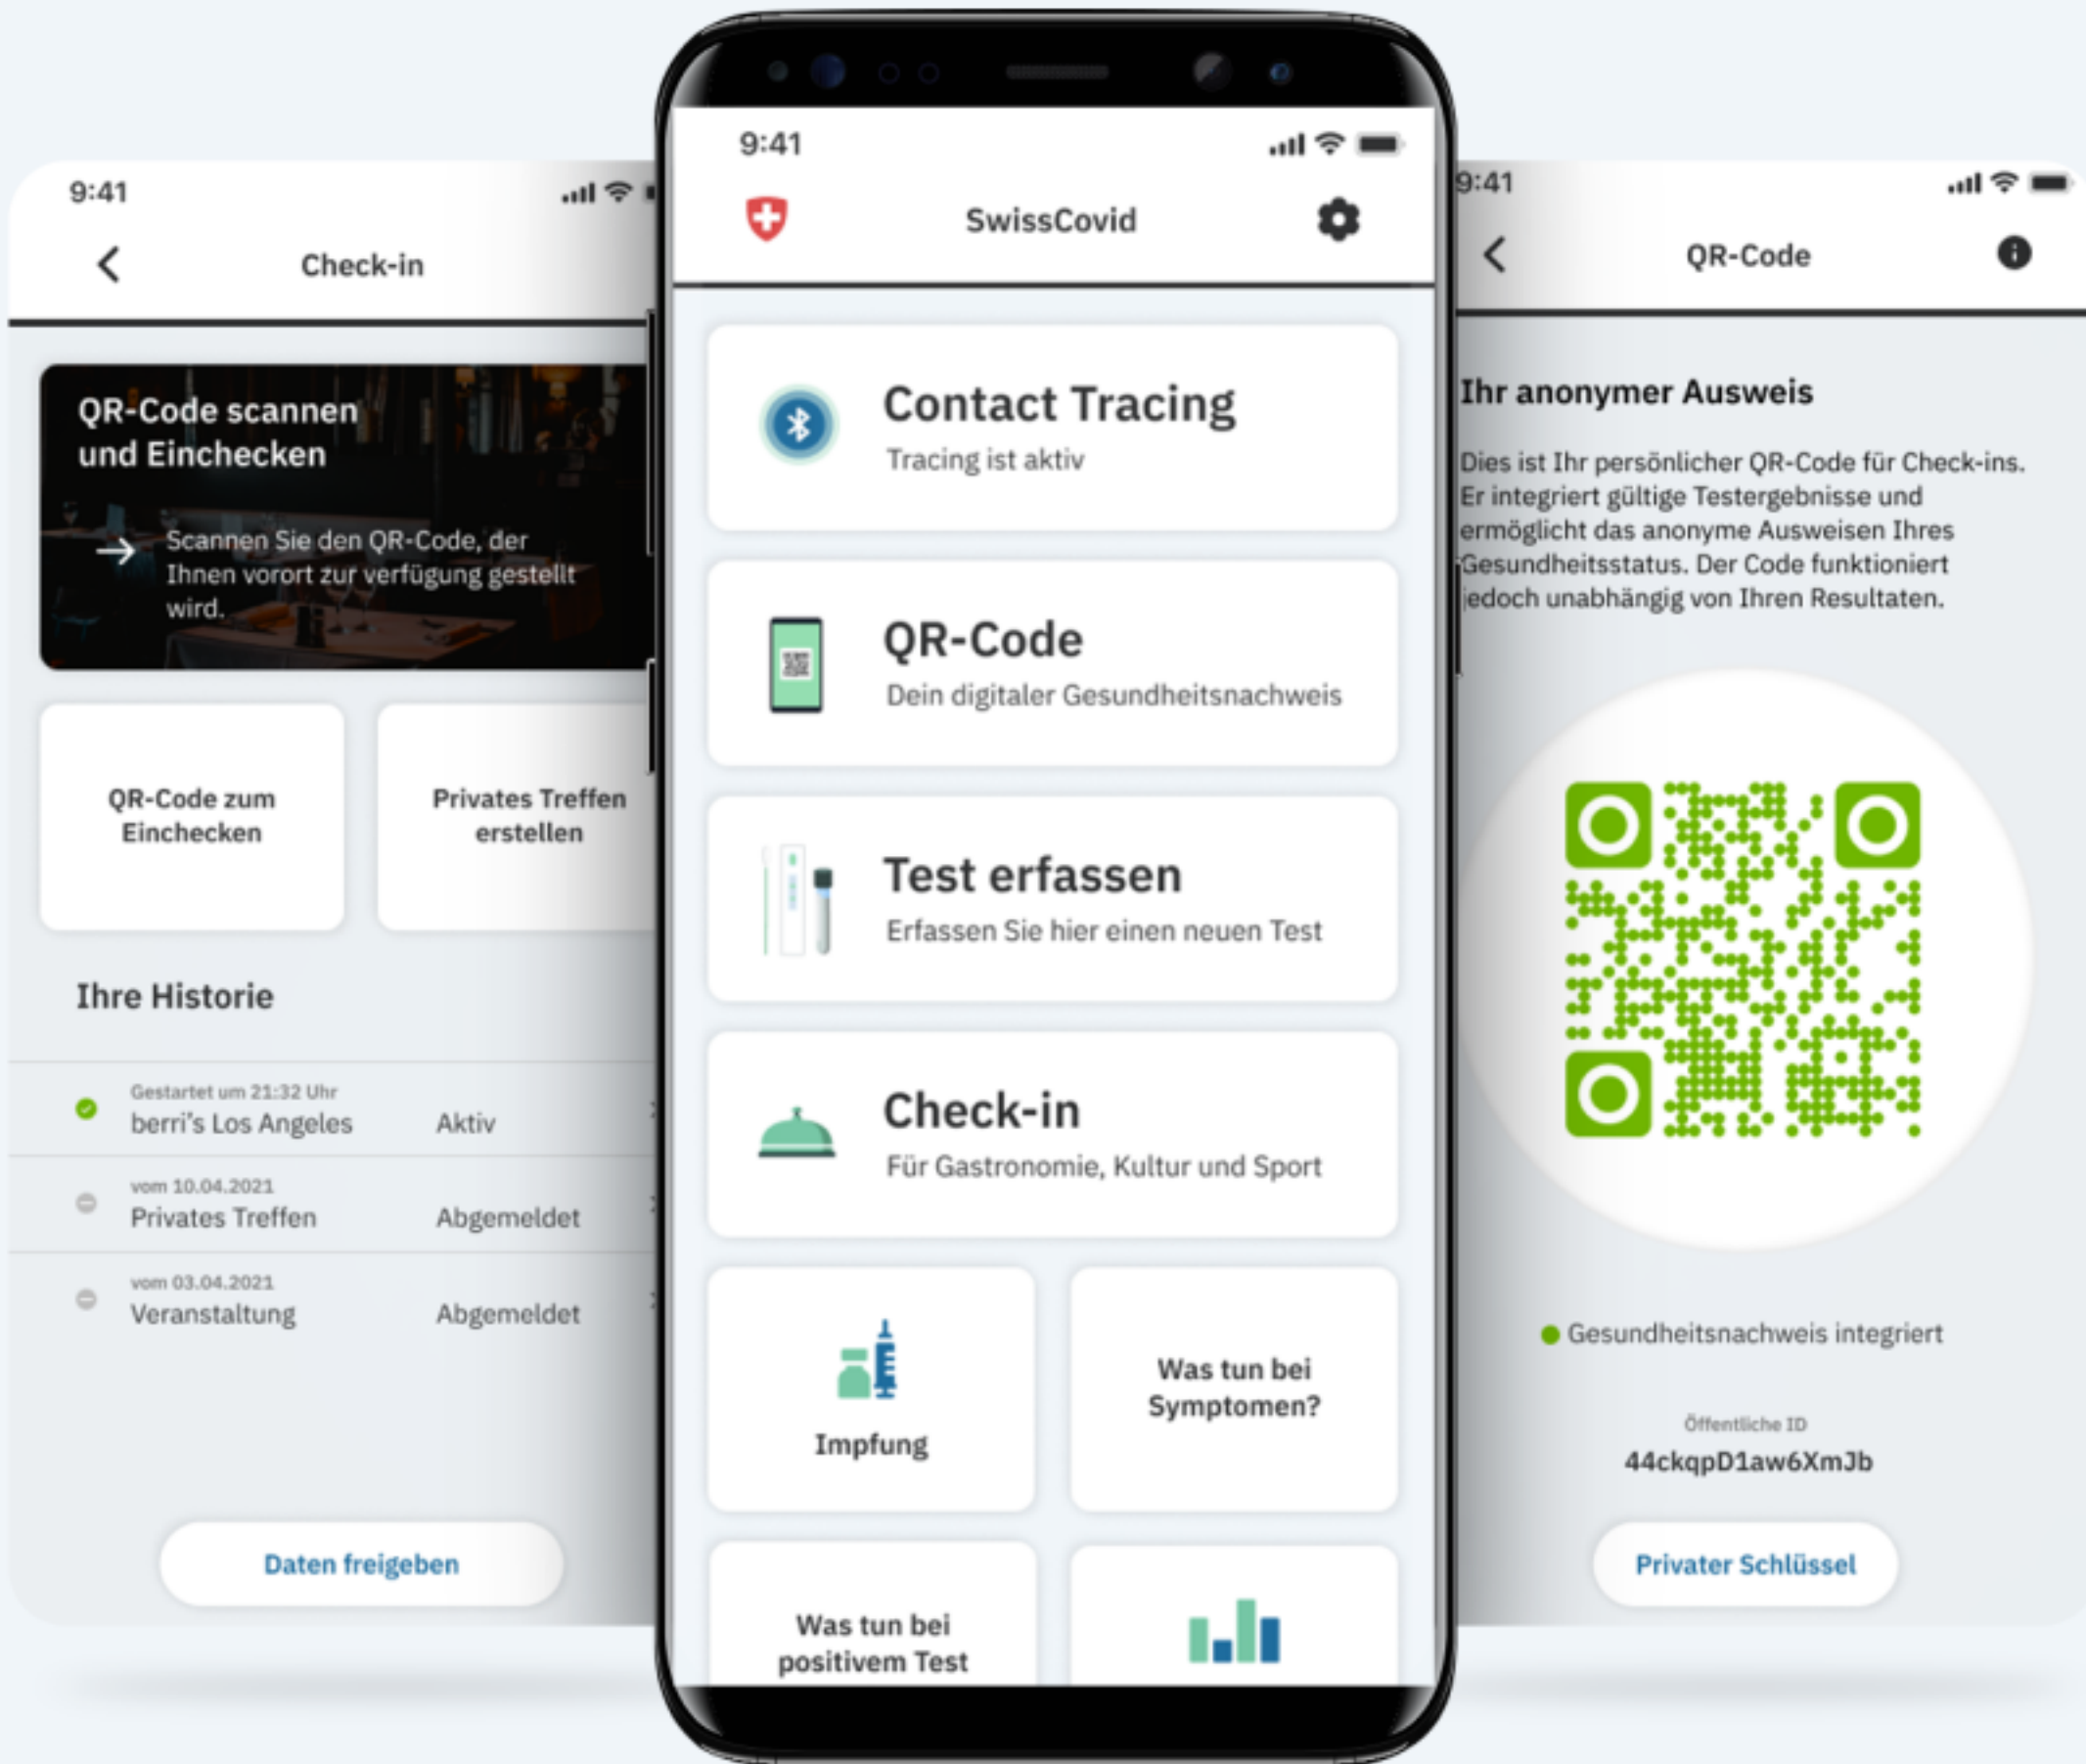 9:41
Check-in
QR-Code scannen
und Einchecken
Scannen Sie den QR-Code, der
Ihnen vorort zur verfügung gestellt
wird.
QR-Code zum
Einchecken
Privates Treffen
erstellen
Ihre Historie
Gestartet um 21:32 Uhr
berri's Los Angeles Aktiv
vom 10.04.2021
Privates Treffen Abgemeldet
vom 03.04.2021
Veranstaltung Abgemeldet
Daten freigeben
9:41
SwissCovid
Contact Tracing
Tracing ist aktiv
QR-Code
Dein digitaler Gesundheitsnachweis
Test erfassen
Erfassen Sie hier einen neuen Test
Check-in
Für Gastronomie, Kultur und Sport
Impfung
Was tun bei
Symptomen?
Was tun bei
positivem Test
9:41
QR-Code
Ihr anonymer Ausweis
Dies ist Ihr persönlicher QR-Code für Check-ins.
Er integriert gültige Testergebnisse und
ermöglicht das anonyme Ausweisen Ihres
Gesundheitsstatus. Der Code funktioniert
jedoch unabhängig von Ihren Resultaten.
Gesundheitsnachweis integriert
Öffentliche ID
44ckqpD1aw6XmJb
Privater Schlüssel